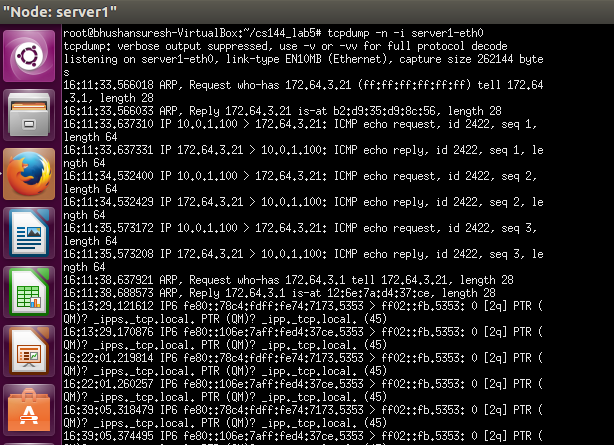 "Node: server1"
root@bhushansuresh-VirtualBox:~/cs144_lab5# tcpdump -n -i server1-eth0
tcpdump: verbose output suppressed, use -v or -vv for full protocol decode
listening on server1-eth0, link-type EN10MB (Ethernet), capture size 262144 byte
s
16:11:33.566018 ARP, Request who-has 172.64.3.21 (ff:ff:ff:ff:ff:ff) tell 172.64
.3.1, length 28
16:11:33.566033 ARP, Reply 172.64.3.21 is-at b2:d9:35:d9:8c:56, length 28
16:11:33.637310 IP 10.0.1.100 > 172.64.3.21: ICMP echo request, id 2422, seq 1,
length 64
16:11:33.637331 IP 172.64.3.21 > 10.0.1.100: ICMP echo reply, id 2422, seq 1, le
ngth 64
16:11:34.532400 IP 10.0.1.100 > 172.64.3.21: ICMP echo request, id 2422, seq 2,
length 64
16:11:34.532429 IP 172.64.3.21 > 10.0.1.100: ICMP echo reply, id 2422, seq 2, le
ngth 64
16:11:35.573172 IP 10.0.1.100 > 172.64.3.21: ICMP echo request, id 2422, seq 3,
length 64
16:11:35.573208 IP 172.64.3.21 > 10.0.1.100: ICMP echo reply, id 2422, seq 3, le
ngth 64
16:11:38.637921 ARP, Request who-has 172.64.3.1 tell 172.64.3.21, length 28
16:11:38.688573 ARP, Reply 172.64.3.1 is-at 12:6e:7a:d4:37:ce, length 28
16:13:29.121612 IP6 fe80::78c4:fdff:fe74:7173.5353 > ff02::fb.5353: 0 [2q] PTR (
QM)? _ipps._tcp.local. PTR (QM)? _ipp._tcp.local. (45)
16:13:29.170876 IP6 fe80::106e:7aff:fed4:37ce.5353 > ff02::fb.5353: 0 [2q] PTR (
QM)? _ipps._tcp.local. PTR (QM)? _ipp._tcp.local. (45)
16:22:01.219814 IP6 fe80::78c4:fdff:fe74:7173.5353 > ff02::fb.5353: 0 [2q] PTR (
QM)? _ipps._tcp.local. PTR (QM)? _ipp._tcp.local. (45)
16:22:01.260257 IP6 fe80::106e:7aff:fed4:37ce.5353 > ff02::fb.5353: 0 [2q] PTR (
QM)? _ipps._tcp.local. PTR (QM)? _ipp._tcp.local. (45)
16:39:05.318479 IP6 fe80::78c4:fdff:fe74:7173.5353 > ff02::fb.5353: 0 [2q] PTR (
QM)? _ipps._tcp.local. PTR (QM)? _ipp._tcp.local. (45)
16:39:05.374495 IP6 fe80::106e:7aff:fed4:37ce.5353 > ff02::fb.5353: 0 [2q] PTR (